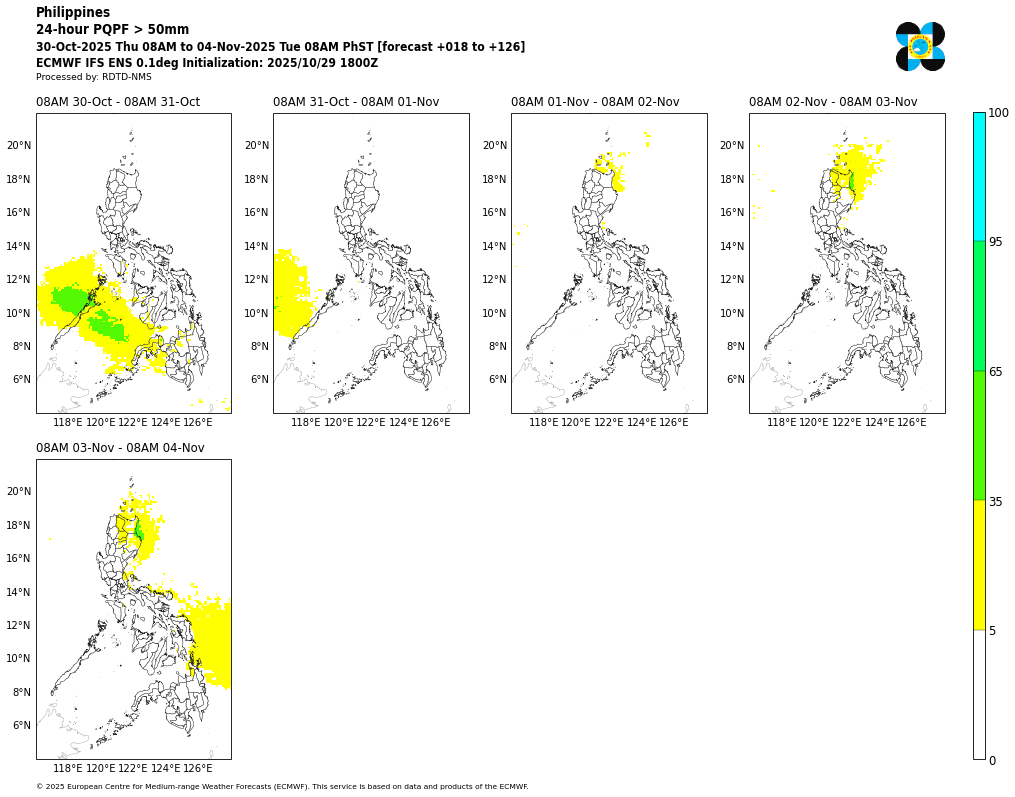 Philippines
24-hour PQPF > 50mm
30-Oct-2025 Thu 08AM to 04-Nov-2025 Tue 08AM PhST [forecast +018 to +126]
ECMWF IFS ENS 0.1deg Initialization: 2025/10/29 1800Z
Processed by: RDTD-NMS
08AM 30-Oct - 08AM 31-Oct
08AM 31-Oct - 08AM 01-Nov
08AM 01-Nov - 08AM 02-Nov
08AM 02-Nov - 08AM 03-Nov
20°N
18°N
16°N
14°N
12°N
10°N
8°N
6°N
118°E 120°E 122°E 124°E 126°E
20°N
18°N
16°N
14°N
12°N
10°N
8°N
6°N
118°E 120°E 122°E 124°E 126°E
20°N
18°N
16°N
14°N
12°N
10°N
8°N
6°N
118°E 120°E 122°E 124°E 126°E
20°N
18°N
16°N
14°N
12°N
10°N
8°N
6°N
118°E 120°E 122°E 124°E 126°E
100
95
65
35
5
0
08AM 03-Nov - 08AM 04-Nov
20°N
18°N
16°N
14°N
12°N
10°N
8°N
6°N
118°E 120°E 122°E 124°E 126°E
© 2025 European Centre for Medium-range Weather Forecasts (ECMWF). This service is based on data and products of the ECMWF.